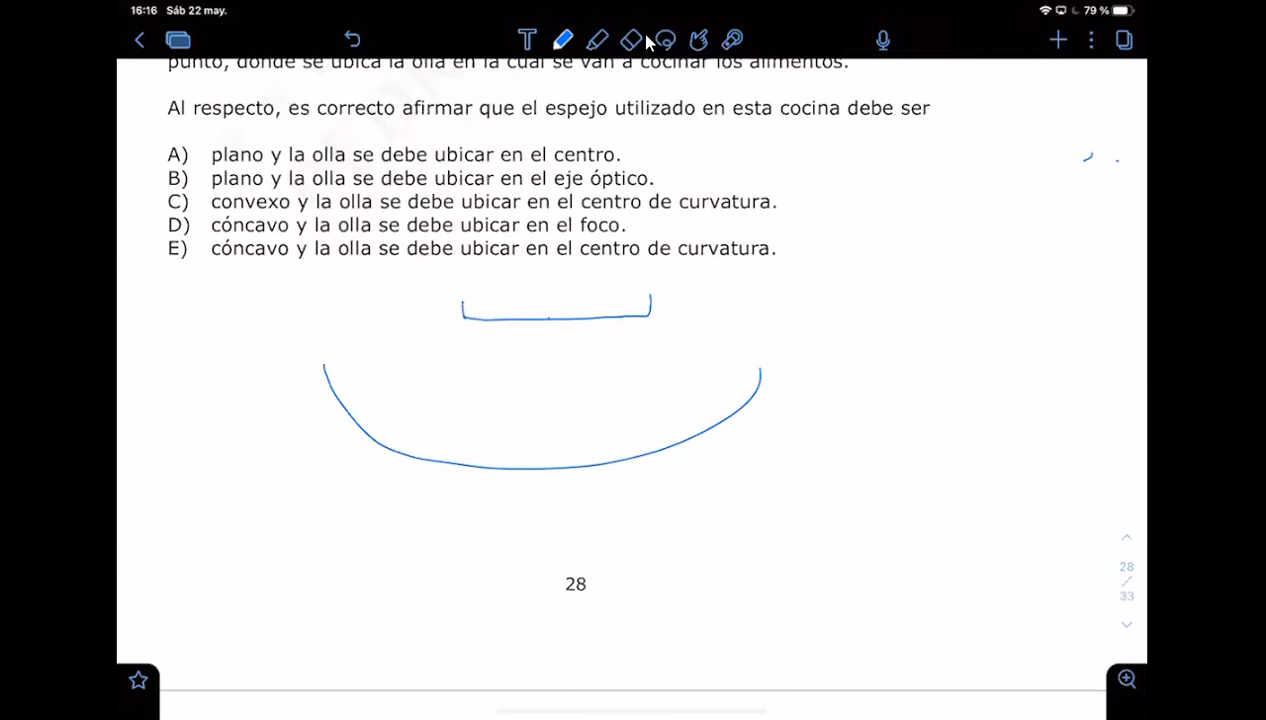 16:16 Sáb 22 may.
79 %
punto, donde se ubica la olla en la cual se van a cocinar los alimentos.
Al respecto, es correcto afirmar que el espejo utilizado en esta cocina debe ser
A) plano y la olla se debe ubicar en el centro.
B) plano y la olla se debe ubicar en el eje óptico.
C) convexo y la olla se debe ubicar en el centro de curvatura.
D) cóncavo y la olla se debe ubicar en el foco.
E) cóncavo y la olla se debe ubicar en el centro de curvatura.
28
/
33
28